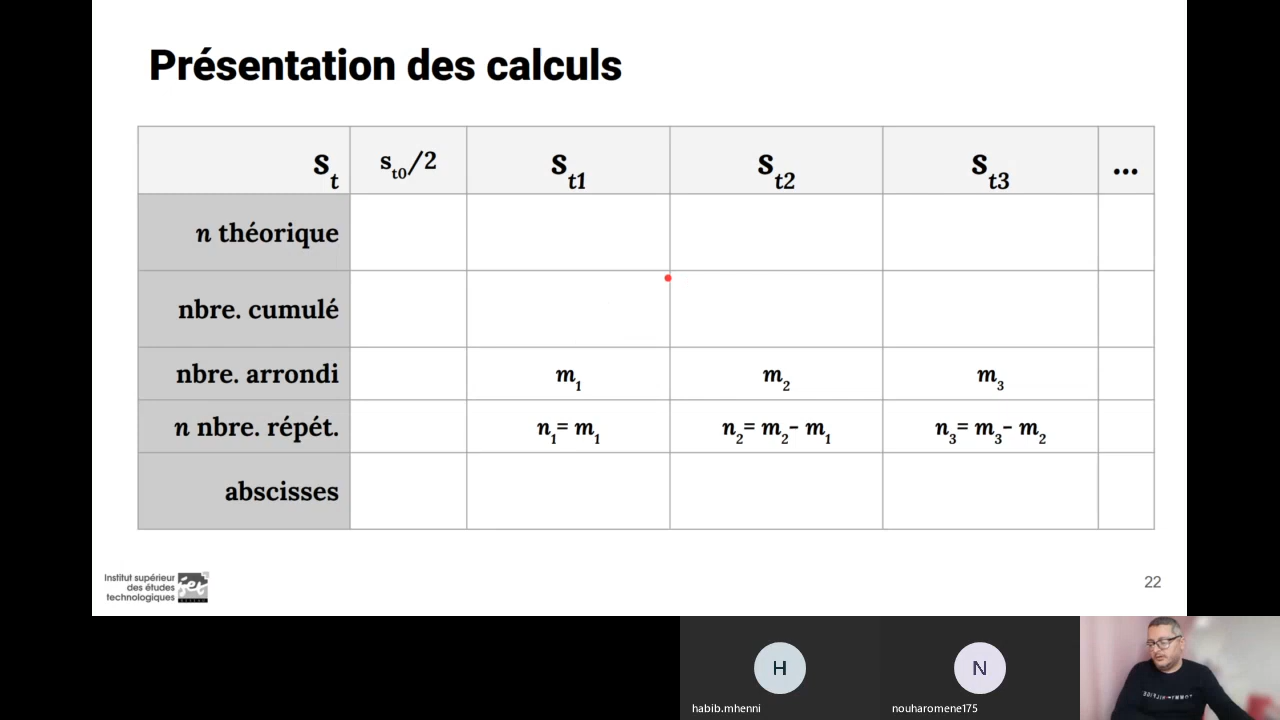 Présentation des calculs
St st0/2 St1 St2 St3 ...
n théorique
nbre. cumulé
nbre. arrondi m1 m2 m3
n nbre. répét. n1= m1 n2= m2- m1 n3= m3- m2
abscisses
Institut supérieur
des études
technologiques
22
H
habib.mhenni
N
nouharomene175